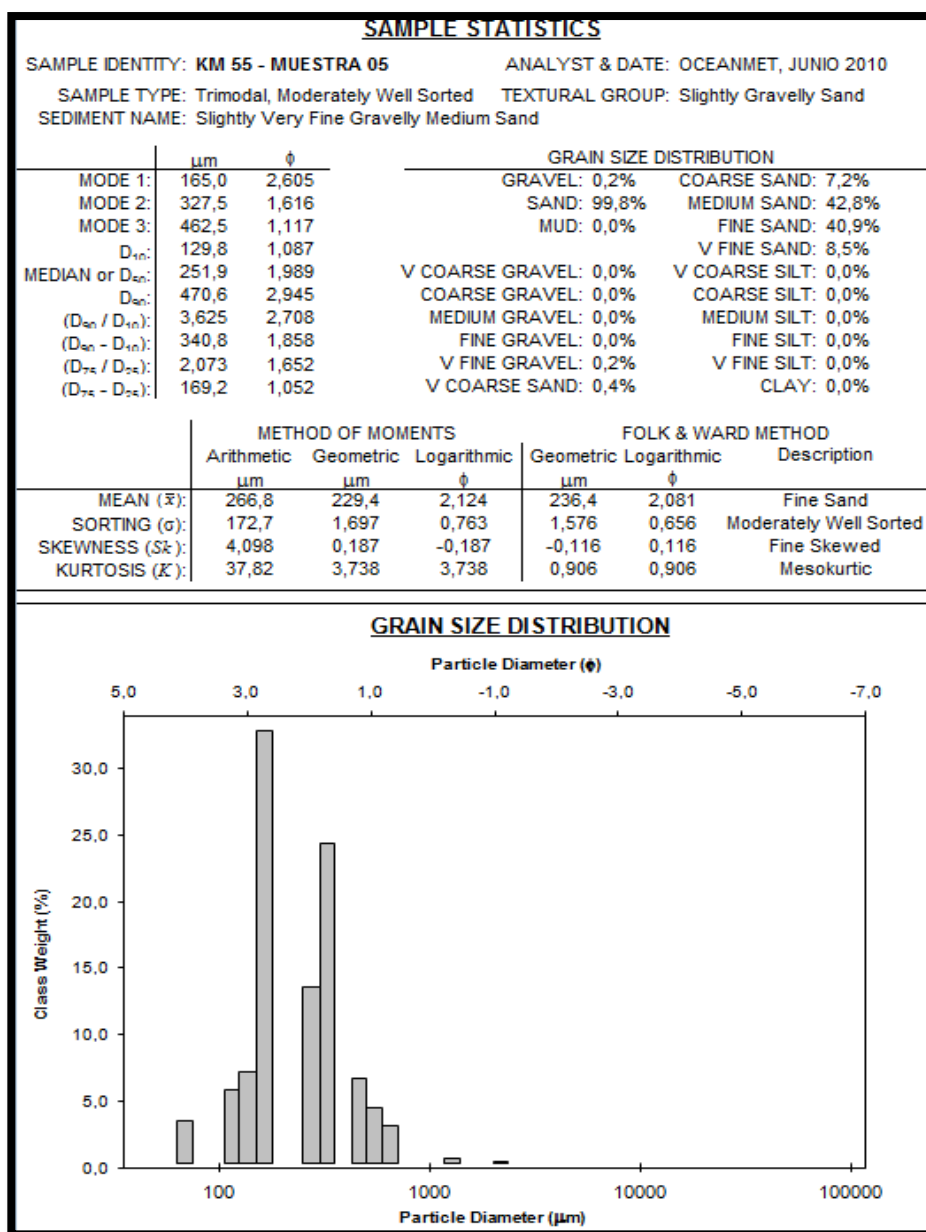 SAMPLE STATISTICS
SAMPLE IDENTITY: KM 55 - MUESTRA 05 ANALYST & DATE: OCEANMET, JUNIO 2010
SAMPLE TYPE: Trimodal, Moderately Well Sorted TEXTURAL GROUP: Slightly Gravelly Sand
SEDIMENT NAME: Slightly Very Fine Gravelly Medium Sand
μm ϕ GRAIN SIZE DISTRIBUTION
MODE 1: 165,0 2,605 GRAVEL: 0,2% COARSE SAND: 7,2%
MODE 2: 327,5 1,616 SAND: 99,8% MEDIUM SAND: 42,8%
MODE 3: 462,5 1,117 MUD: 0,0% FINE SAND: 40,9%
D10: 129,8 1,087 V FINE SAND: 8,5%
MEDIAN or D50: 251,9 1,989 V COARSE GRAVEL: 0,0% V COARSE SILT: 0,0%
D90: 470,6 2,945 COARSE GRAVEL: 0,0% COARSE SILT: 0,0%
(D90 / D10): 3,625 2,708 MEDIUM GRAVEL: 0,0% MEDIUM SILT: 0,0%
(D90 - D10): 340,8 1,858 FINE GRAVEL: 0,0% FINE SILT: 0,0%
(D75 / D25): 2,073 1,652 V FINE GRAVEL: 0,2% V FINE SILT: 0,0%
(D75 - D25): 169,2 1,052 V COARSE SAND: 0,4% CLAY: 0,0%
METHOD OF MOMENTS FOLK & WARD METHOD
Arithmetic Geometric Logarithmic Geometric Logarithmic Description
μm μm ϕ μm ϕ
MEAN (x̄): 266,8 229,4 2,124 236,4 2,081 Fine Sand
SORTING (σ): 172,7 1,697 0,763 1,576 0,656 Moderately Well Sorted
SKEWNESS (Sk): 4,098 0,187 -0,187 -0,116 0,116 Fine Skewed
KURTOSIS (K): 37,82 3,738 3,738 0,906 0,906 Mesokurtic
GRAIN SIZE DISTRIBUTION
Particle Diameter (ϕ)
5,0 3,0 1,0 -1,0 -3,0 -5,0 -7,0
30,0
25,0
20,0
15,0
10,0
5,0
0,0
Class Weight (%)
100 1000 10000 100000
Particle Diameter (μm)